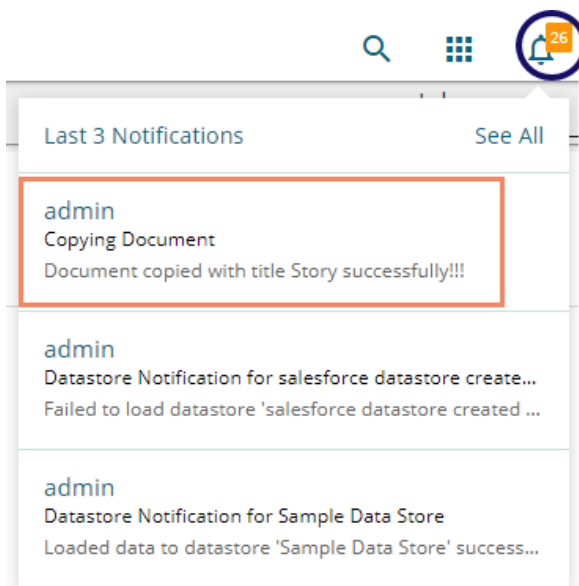 26
Last 3 Notifications See All
admin
Copying Document
Document copied with title Story successfully!!!
admin
Datastore Notification for salesforce datastore create...
Failed to load datastore 'salesforce datastore created ...
admin
Datastore Notification for Sample Data Store
Loaded data to datastore 'Sample Data Store' success...